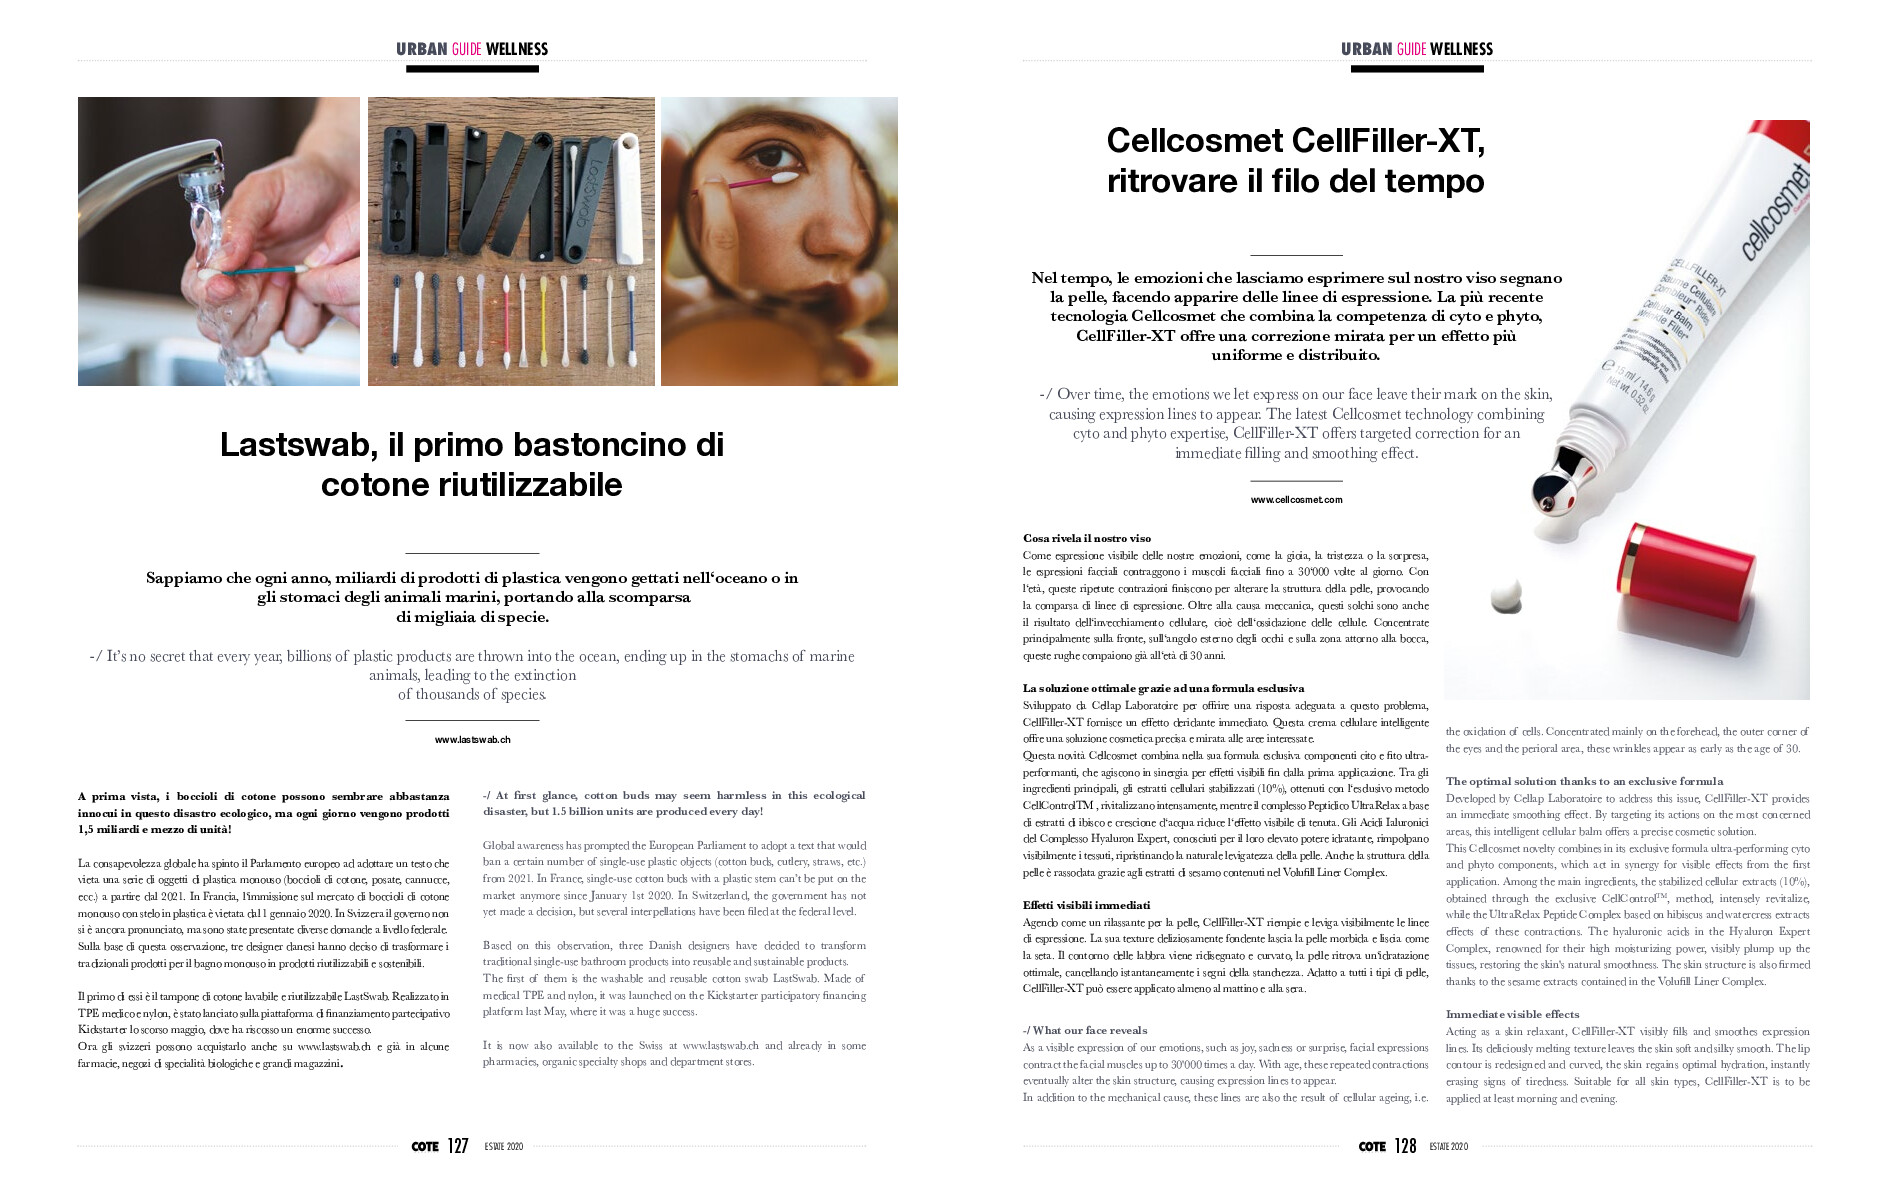 URBAN GUIDE WELLNESS
LastSwab
Lastswab, il primo bastoncino di
cotone riutilizzabile
Sappiamo che ogni anno, miliardi di prodotti di plastica vengono gettati nell‘oceano o in
gli stomaci degli animali marini, portando alla scomparsa
di migliaia di specie.
-/ It’s no secret that every year, billions of plastic products are thrown into the ocean, ending up in the stomachs of marine
animals, leading to the extinction
of thousands of species.
www.lastswab.ch
A prima vista, i boccioli di cotone possono sembrare abbastanza
innocui in questo disastro ecologico, ma ogni giorno vengono prodotti
1,5 miliardi e mezzo di unità!
La consapevolezza globale ha spinto il Parlamento europeo ad adottare un testo che
vieta una serie di oggetti di plastica monouso (boccioli di cotone, posate, cannucce,
ecc.) a partire dal 2021. In Francia, l'immissione sul mercato di boccioli di cotone
monouso con stelo in plastica è vietata dal 1 gennaio 2020. In Svizzera il governo non
si è ancora pronunciato, ma sono state presentate diverse domande a livello federale.
Sulla base di questa osservazione, tre designer danesi hanno deciso di trasformare i
tradizionali prodotti per il bagno monouso in prodotti riutilizzabili e sostenibili.
Il primo di essi è il tampone di cotone lavabile e riutilizzabile LastSwab. Realizzato in
TPE medico e nylon, è stato lanciato sulla piattaforma di finanziamento partecipativo
Kickstarter lo scorso maggio, dove ha riscosso un enorme successo.
Ora gli svizzeri possono acquistarlo anche su www.lastswab.ch e già in alcune
farmacie, negozi di specialità biologiche e grandi magazzini.
-/ At first glance, cotton buds may seem harmless in this ecological
disaster, but 1.5 billion units are produced every day!
Global awareness has prompted the European Parliament to adopt a text that would
ban a certain number of single-use plastic objects (cotton buds, cutlery, straws, etc.)
from 2021. In France, single-use cotton buds with a plastic stem can't be put on the
market anymore since January 1st 2020. In Switzerland, the government has not
yet made a decision, but several interpellations have been filed at the federal level.
Based on this observation, three Danish designers have decided to transform
traditional single-use bathroom products into reusable and sustainable products.
The first of them is the washable and reusable cotton swab LastSwab. Made of
medical TPE and nylon, it was launched on the Kickstarter participatory financing
platform last May, where it was a huge success.
It is now also available to the Swiss at www.lastswab.ch and already in some
pharmacies, organic specialty shops and department stores.
COTE 127 ESTATE 2020
URBAN GUIDE WELLNESS
Cellcosmet CellFiller-XT,
ritrovare il filo del tempo
Nel tempo, le emozioni che lasciamo esprimere sul nostro viso segnano
la pelle, facendo apparire delle linee di espressione. La più recente
tecnologia Cellcosmet che combina la competenza di cyto e phyto,
CellFiller-XT offre una correzione mirata per un effetto più
uniforme e distribuito.
-/ Over time, the emotions we let express on our face leave their mark on the skin,
causing expression lines to appear. The latest Cellcosmet technology combining
cyto and phyto expertise, CellFiller-XT offers targeted correction for an
immediate filling and smoothing effect.
www.cellcosmet.com
cellcosmet
CELLFILLER-XT
Baume Cellulaire
Combleur Rides
Cellular Balm
Wrinkle Filler
e 15 ml / 14.6 g
Net wt. 0.52 oz.
Cosa rivela il nostro viso
Come espressione visibile delle nostre emozioni, come la gioia, la tristezza o la sorpresa,
le espressioni facciali contraggono i muscoli facciali fino a 30‘000 volte al giorno. Con
l‘età, queste ripetute contrazioni finiscono per alterare la struttura della pelle, provocando
la comparsa di linee di espressione. Oltre alla causa meccanica, questi solchi sono anche
il risultato dell‘invecchiamento cellulare, cioè dell‘ossidazione delle cellule. Concentrate
principalmente sulla fronte, sull‘angolo esterno degli occhi e sulla zona attorno alla bocca,
queste rughe compaiono già all‘età di 30 anni.
La soluzione ottimale grazie ad una formula esclusiva
Sviluppato da Cellap Laboratoire per offrire una risposta adeguata a questo problema,
CellFiller-XT fornisce un effetto deridante immediato. Questa crema cellulare intelligente
offre una soluzione cosmetica precisa e mirata alle aree interessate.
Questa novità Cellcosmet combina nella sua formula esclusiva componenti cito e fito ultra-
performanti, che agiscono in sinergia per effetti visibili fin dalla prima applicazione. Tra gli
ingredienti principali, gli estratti cellulari stabilizzati (10%), ottenuti con l‘esclusivo metodo
CellControlTM , rivitalizzano intensamente, mentre il complesso Peptidico UltraRelax a base
di estratti di ibisco e crescione d‘acqua riduce l‘effetto visibile di tenuta. Gli Acidi Ialuronici
del Complesso Hyaluron Expert, conosciuti per il loro elevato potere idratante, rimpolpano
visibilmente i tessuti, ripristinando la naturale levigatezza della pelle. Anche la struttura della
pelle è rassodata grazie agli estratti di sesamo contenuti nel Volufill Liner Complex.
Effetti visibili immediati
Agendo come un rilassante per la pelle, CellFiller-XT riempie e leviga visibilmente le linee
di espressione. La sua texture deliziosamente fondente lascia la pelle morbida e liscia come
la seta. Il contorno delle labbra viene ridisegnato e curvato, la pelle ritrova un‘idratazione
ottimale, cancellando istantaneamente i segni della stanchezza. Adatto a tutti i tipi di pelle,
CellFiller-XT può essere applicato almeno al mattino e alla sera.
-/ What our face reveals
As a visible expression of our emotions, such as joy, sadness or surprise, facial expressions
contract the facial muscles up to 30‘000 times a day. With age, these repeated contractions
eventually alter the skin structure, causing expression lines to appear.
In addition to the mechanical cause, these lines are also the result of cellular ageing, i.e.
the oxidation of cells. Concentrated mainly on the forehead, the outer corner of
the eyes and the perioral area, these wrinkles appear as early as the age of 30.
The optimal solution thanks to an exclusive formula
Developed by Cellap Laboratoire to address this issue, CellFiller-XT provides
an immediate smoothing effect. By targeting its actions on the most concerned
areas, this intelligent cellular balm offers a precise cosmetic solution.
This Cellcosmet novelty combines in its exclusive formula ultra-performing cyto
and phyto components, which act in synergy for visible effects from the first
application. Among the main ingredients, the stabilized cellular extracts (10%),
obtained through the exclusive CellControl™, method, intensely revitalize,
while the UltraRelax Peptide Complex based on hibiscus and watercress extracts
effects of these contractions. The hyaluronic acids in the Hyaluron Expert
Complex, renowned for their high moisturizing power, visibly plump up the
tissues, restoring the skin's natural smoothness. The skin structure is also firmed
thanks to the sesame extracts contained in the Volufill Liner Complex.
Immediate visible effects
Acting as a skin relaxant, CellFiller-XT visibly fills and smoothes expression
lines. Its deliciously melting texture leaves the skin soft and silky smooth. The lip
contour is redesigned and curved, the skin regains optimal hydration, instantly
erasing signs of tiredness. Suitable for all skin types, CellFiller-XT is to be
applied at least morning and evening.
COTE 128 ESTATE 2020